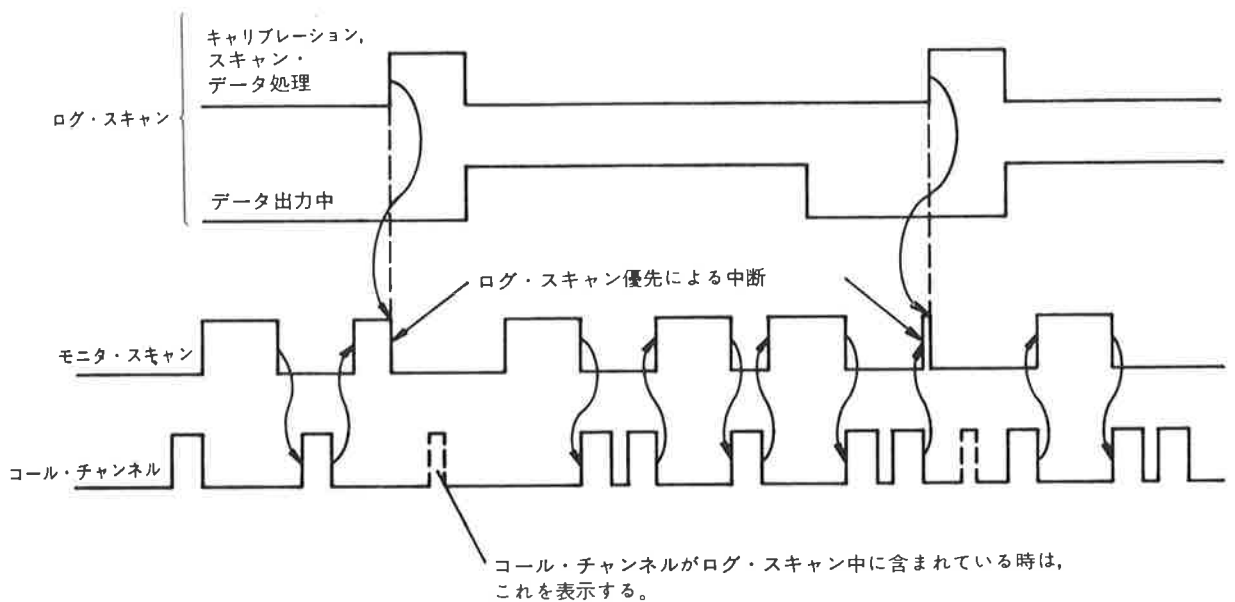 キャリブレーション,
スキャン・
データ処理
ログ・スキャン
データ出力中
ログ・スキャン優先による中断
モニタ・スキャン
コール・チャンネル
コール・チャンネルがログ・スキャン中に含まれている時は,
これを表示する。